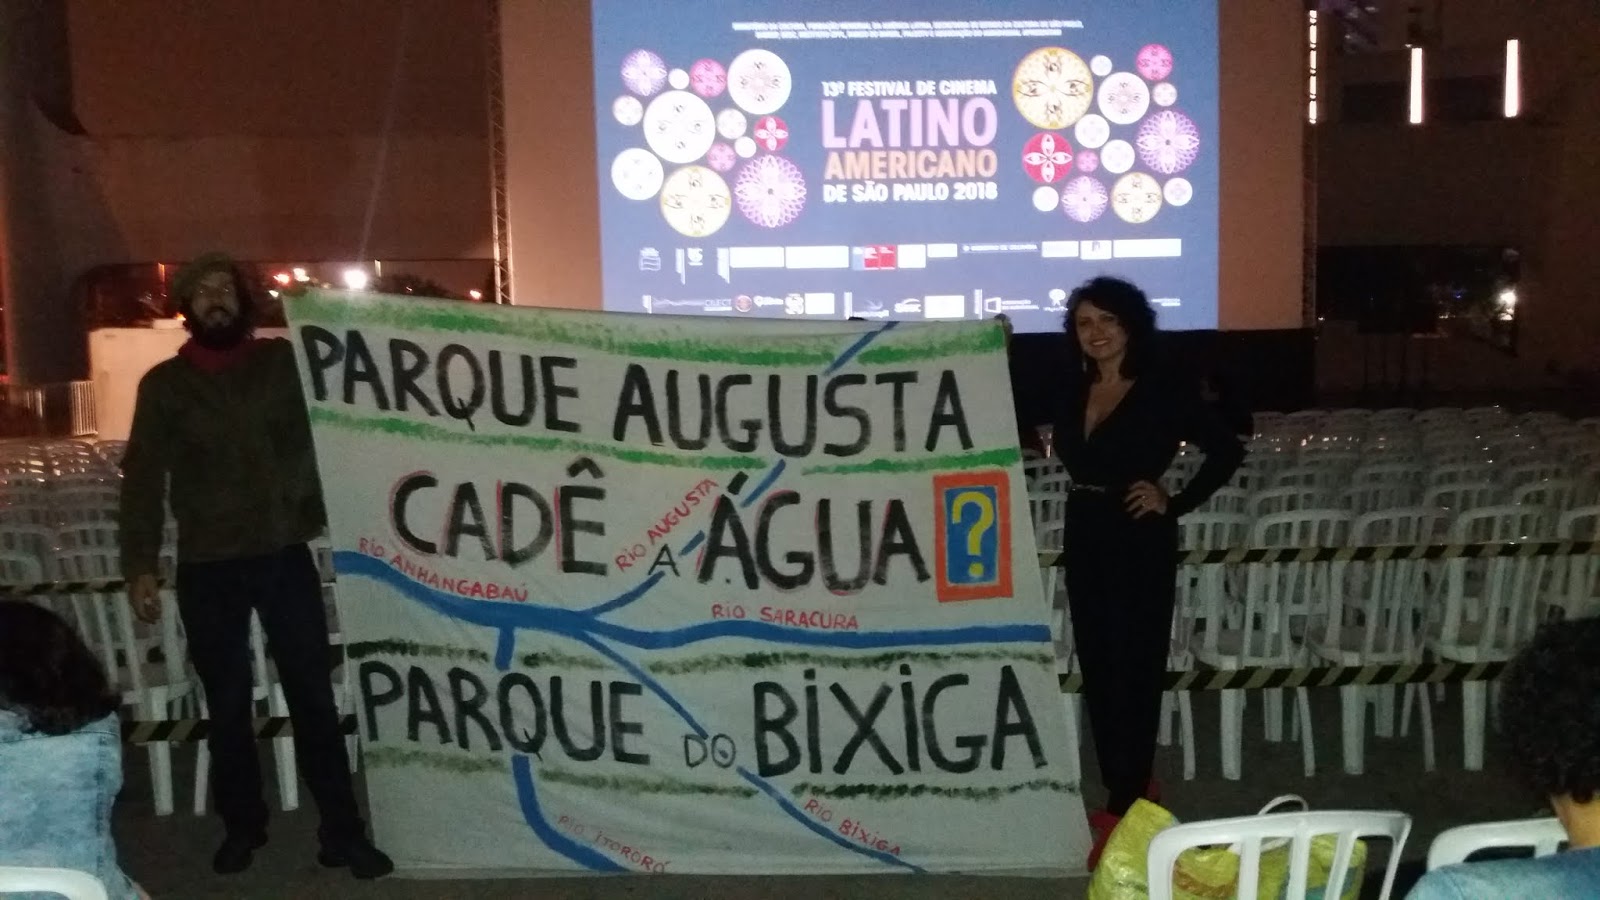 13º FESTIVAL DE CINEMA
LATINO
AMERICANO
DE SÃO PAULO 2018
PARQUE AUGUSTA
CADÊ A ÁGUA?
RIO AUGUSTA
RIO ANHANGABAÚ
RIO SARACURA
PARQUE DO BIXIGA
RIO ITORORÓ
RIO BIXIGA